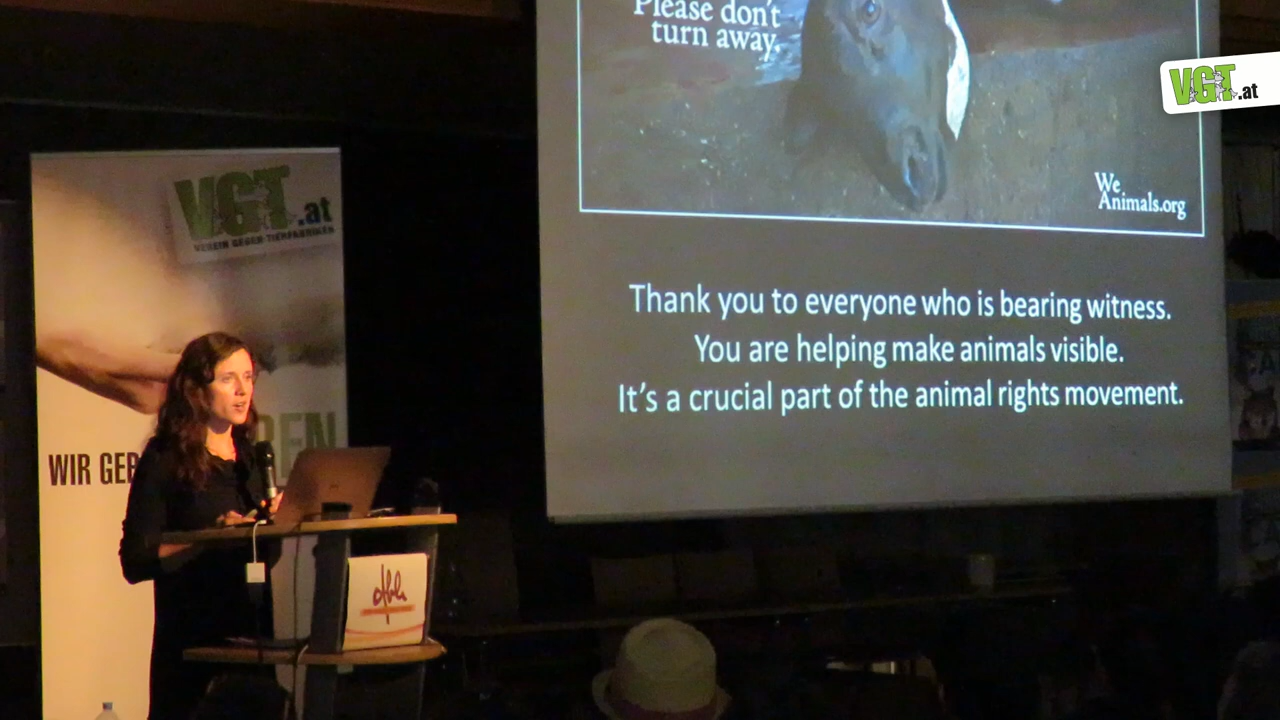 Please don't
turn away.
We
Animals.org
Thank you to everyone who is bearing witness.
You are helping make animals visible.
It's a crucial part of the animal rights movement.
VGT.at
VGT.at
VEREIN GEGEN TIERFABRIKEN
WIR GEB
BEN
dbh